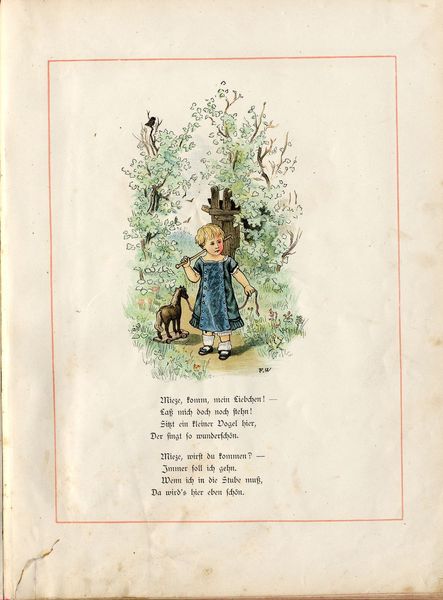 F. W
Mieze, komm, mein Liebchen! —
Laß mich doch noch stehn!
Sitzt ein kleiner Vogel hier,
Der singt so wunderschön.
Mieze, wirst du kommen? —
Immer soll ich gehn.
Wenn ich in die Stube muß,
Da wird's hier eben schön.